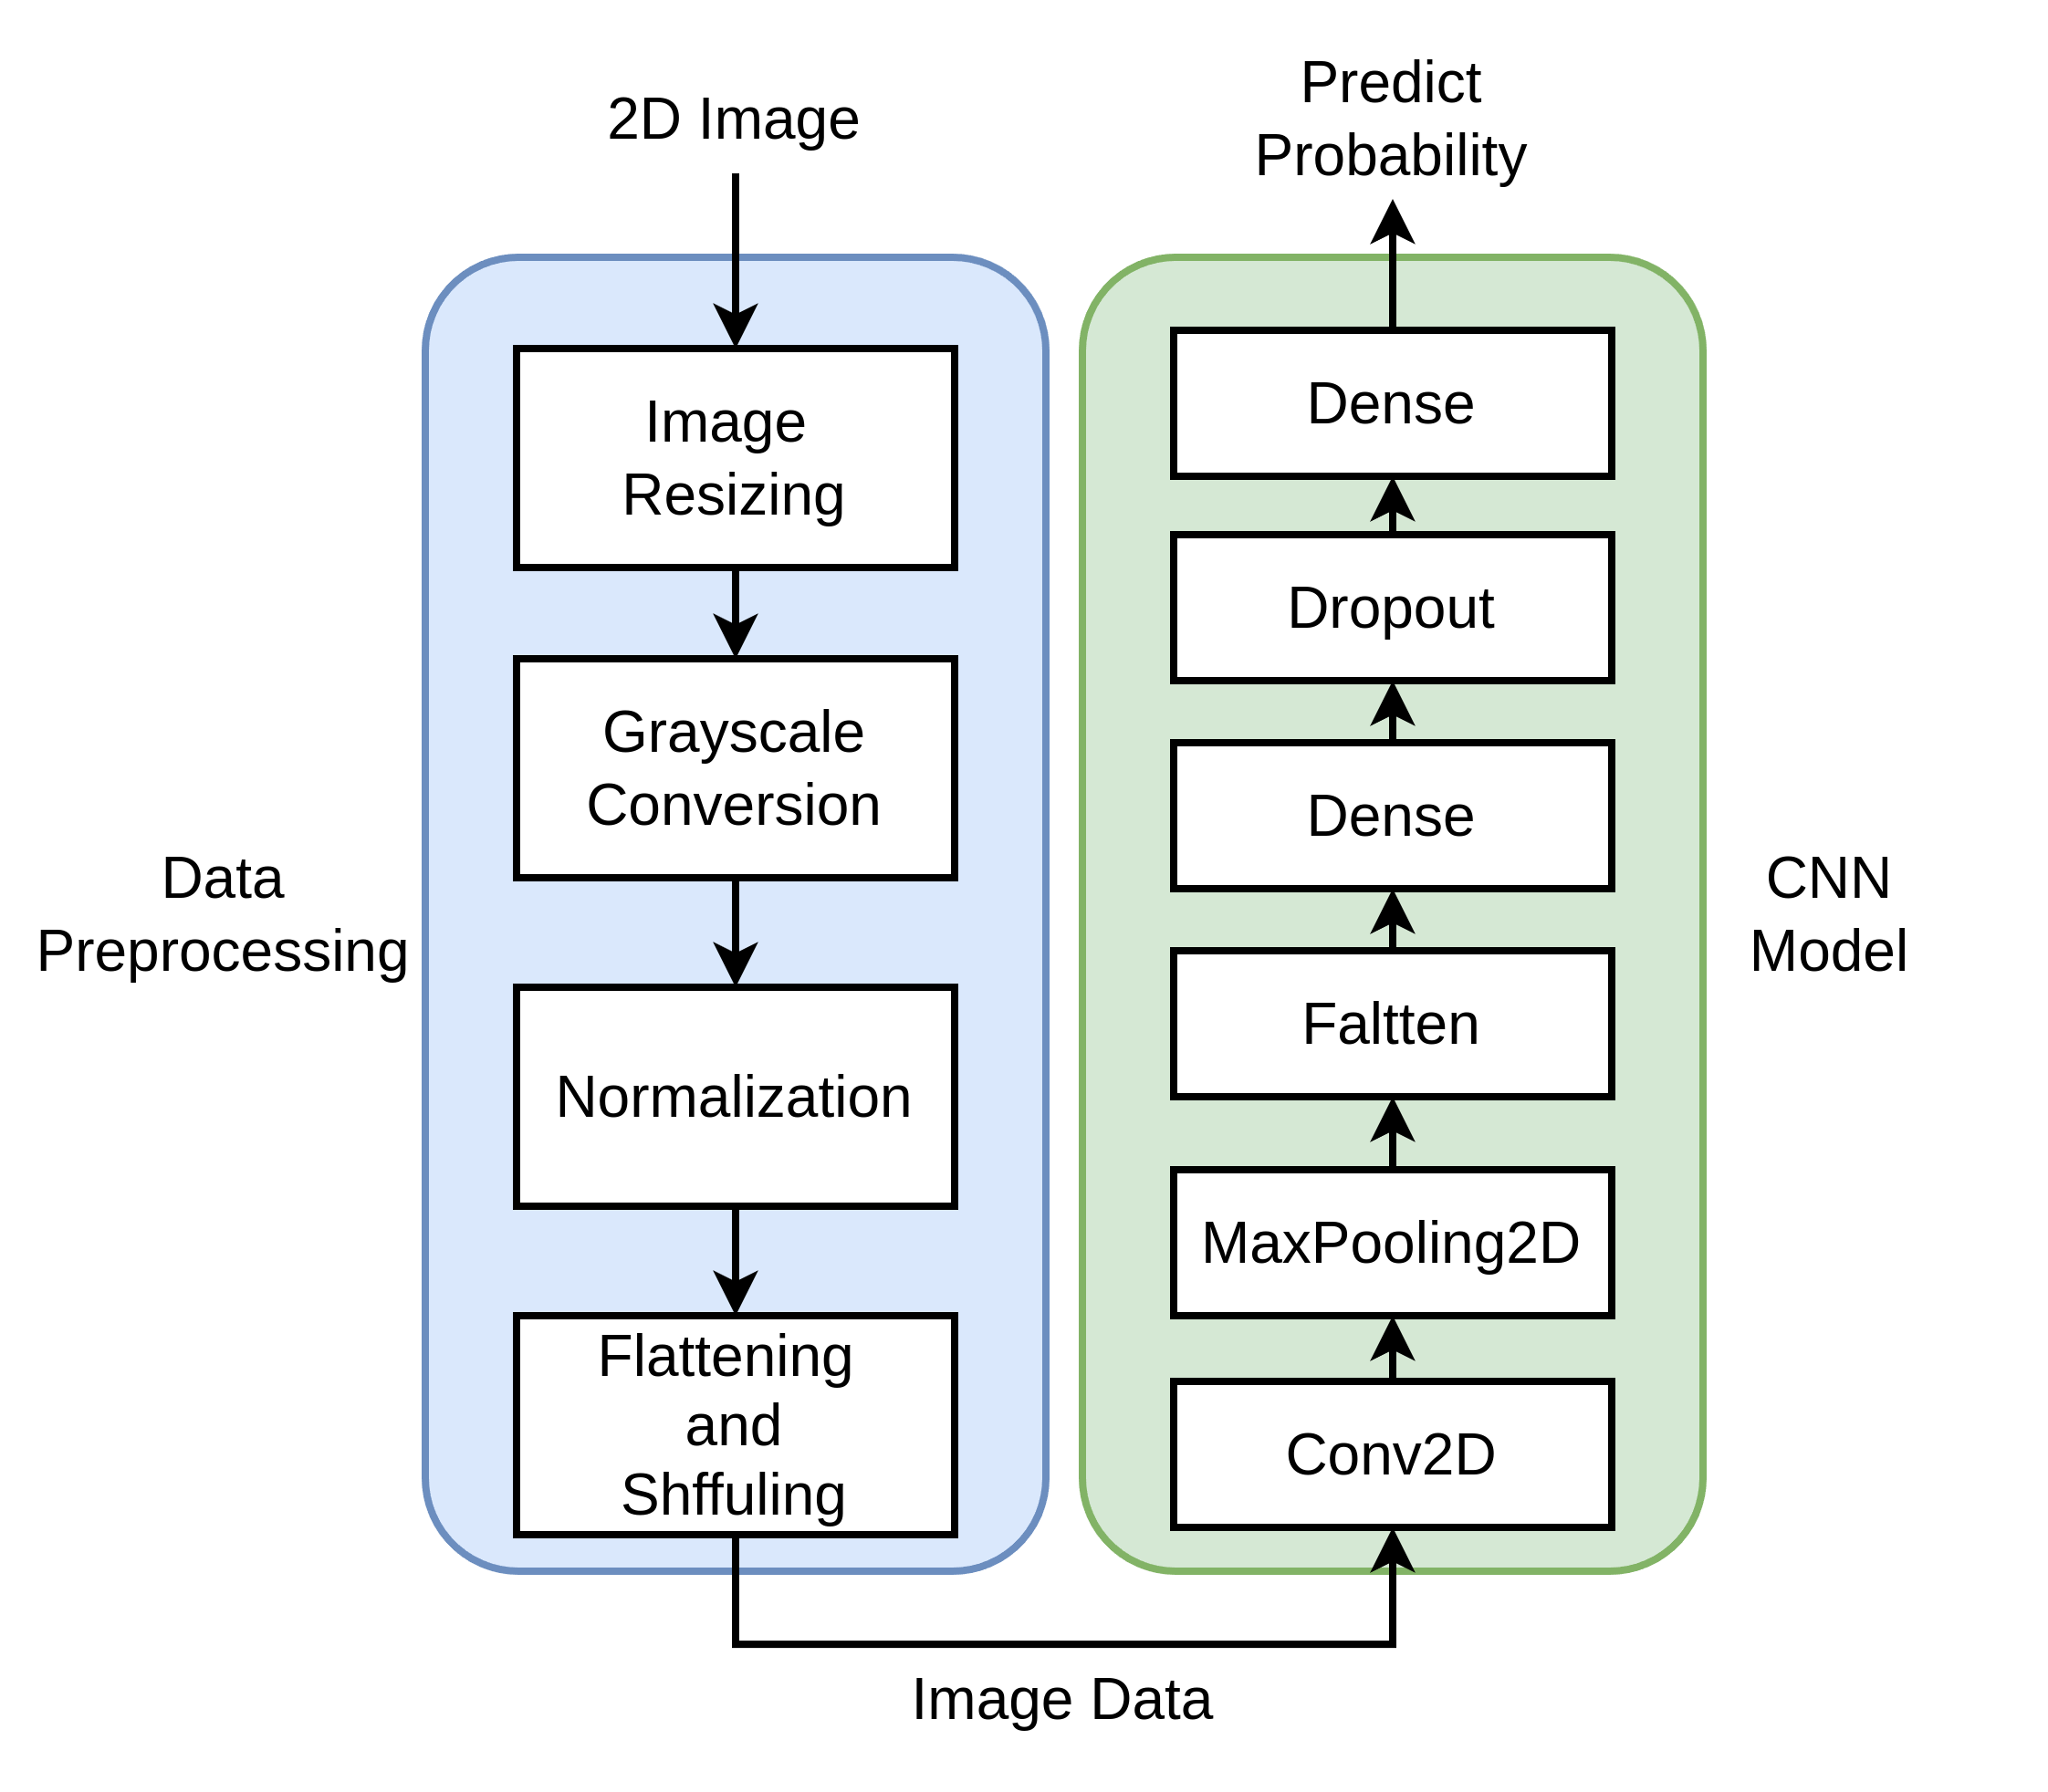 2D Image
Image
Resizing
Grayscale
Conversion
Normalization
Flattening
and
Shffuling
Data
Preprocessing
Image Data
Predict
Probability
Dense
Dropout
Dense
Faltten
MaxPooling2D
Conv2D
CNN
Model